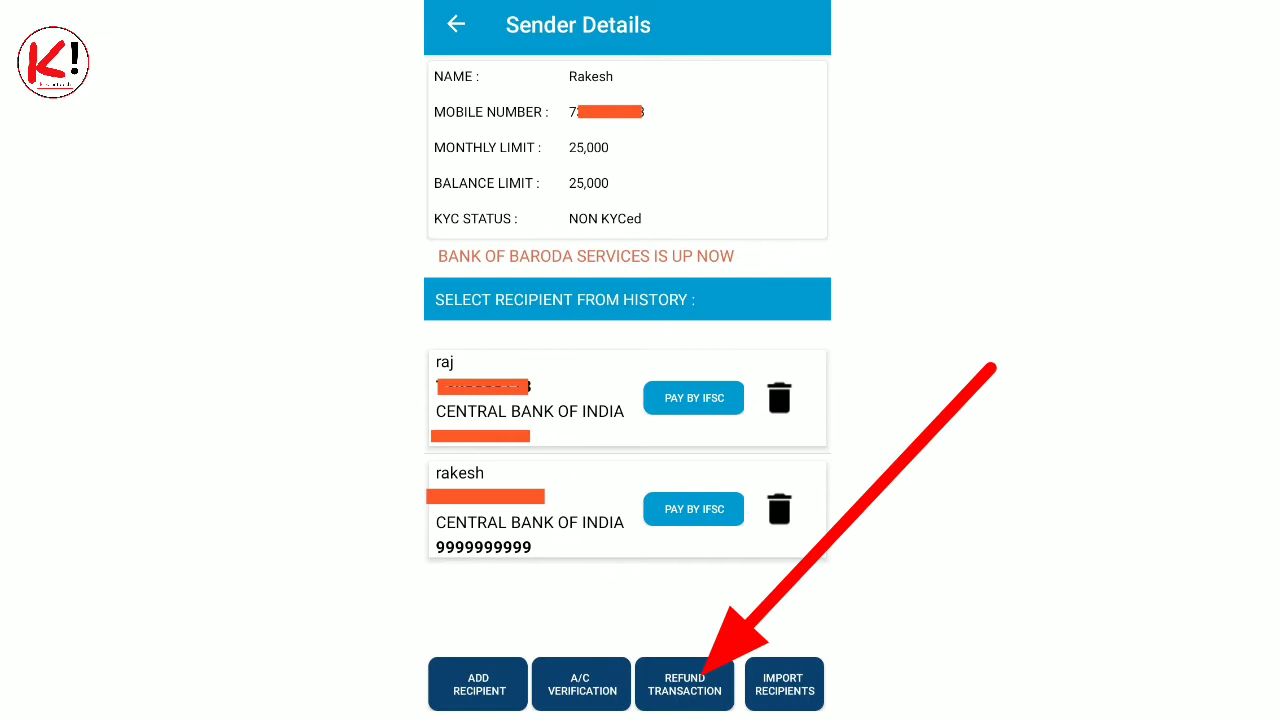 K!
Sender Details
NAME : Rakesh
MOBILE NUMBER : 7
MONTHLY LIMIT : 25,000
BALANCE LIMIT : 25,000
KYC STATUS : NON KYCed
BANK OF BARODA SERVICES IS UP NOW
SELECT RECIPIENT FROM HISTORY :
raj
CENTRAL BANK OF INDIA
PAY BY IFSC
rakesh
CENTRAL BANK OF INDIA
9999999999
PAY BY IFSC
ADD
RECIPIENT
A/C
VERIFICATION
REFUND
TRANSACTION
IMPORT
RECIPIENTS